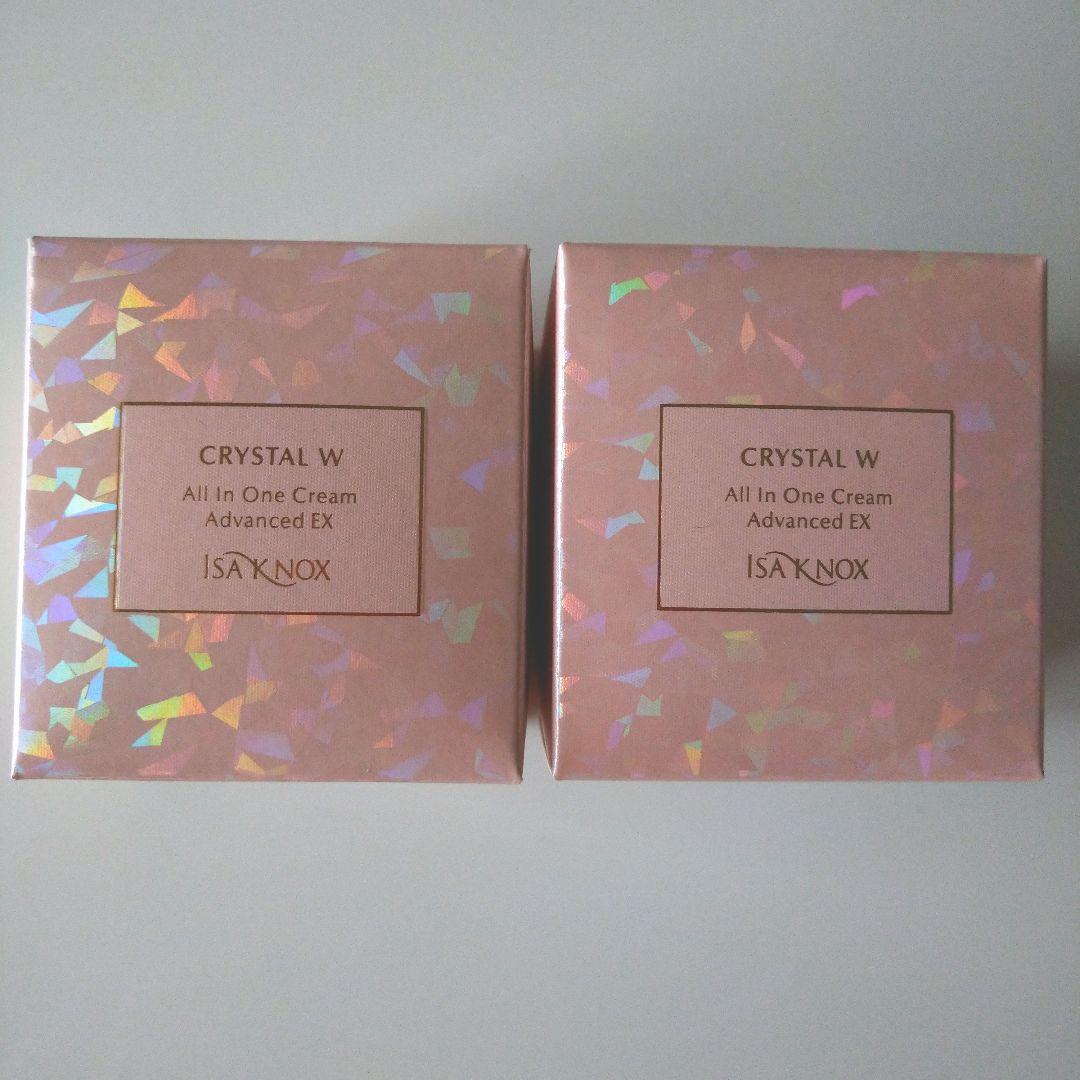 CRYSTAL W
All In One Cream
Advanced EX
ISA KNOX
CRYSTAL W
All In One Cream
Advanced EX
ISA KNOX